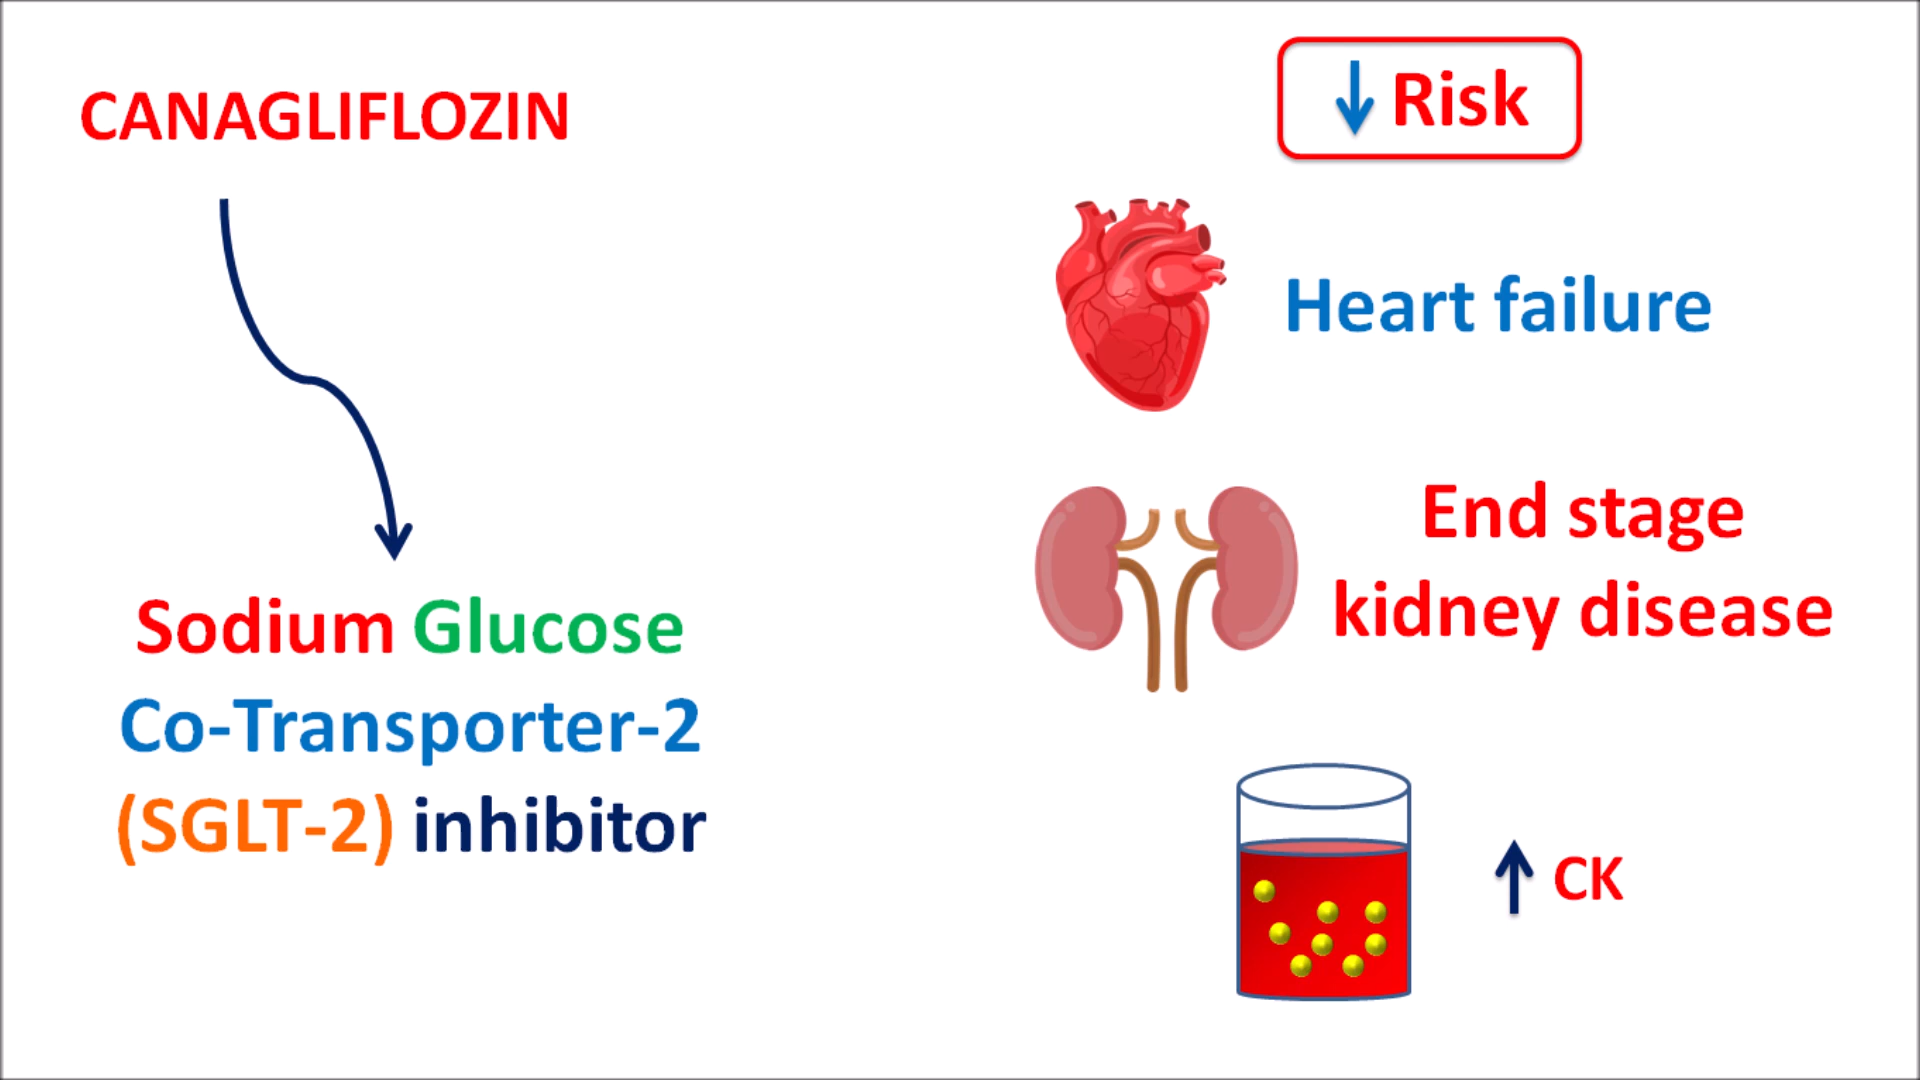 CANAGLIFLOZIN
Sodium Glucose
Co-Transporter-2
(SGLT-2) inhibitor
↓ Risk
Heart failure
End stage
kidney disease
↑ CK